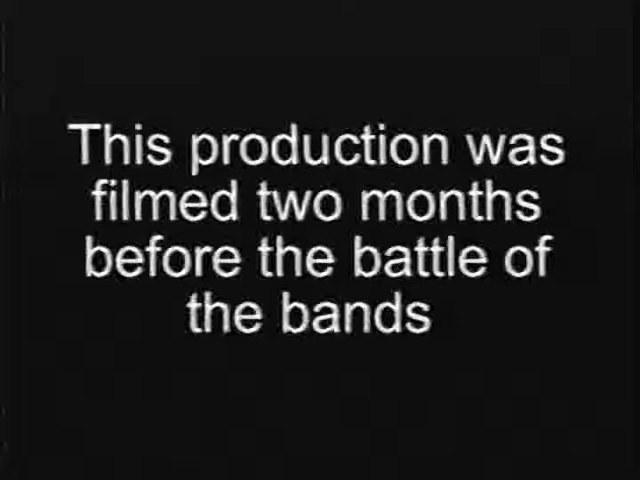 This production was
filmed two months
before the battle of
the bands